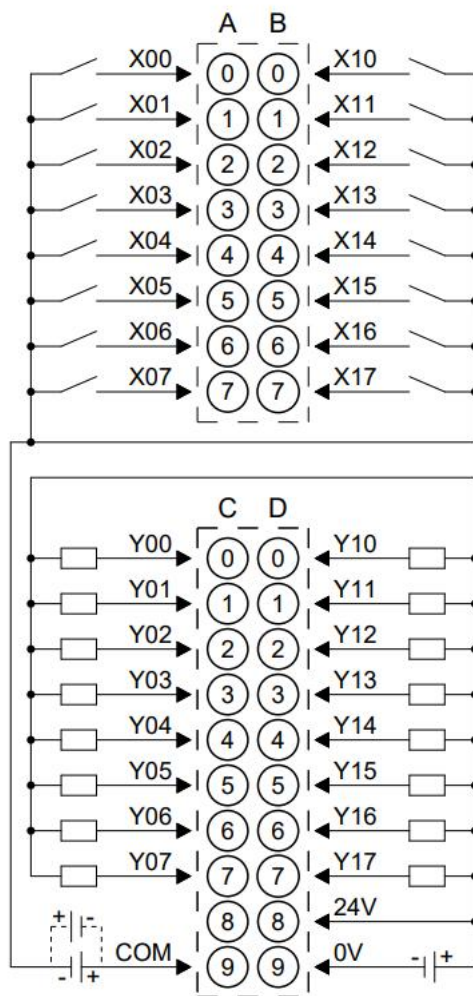 A B
X00 0 0 X10
X01 1 1 X11
X02 2 2 X12
X03 3 3 X13
X04 4 4 X14
X05 5 5 X15
X06 6 6 X16
X07 7 7 X17
C D
Y00 0 0 Y10
Y01 1 1 Y11
Y02 2 2 Y12
Y03 3 3 Y13
Y04 4 4 Y14
Y05 5 5 Y15
Y06 6 6 Y16
Y07 7 7 Y17
+ - 8 8 24V
- + COM 9 9 0V - +